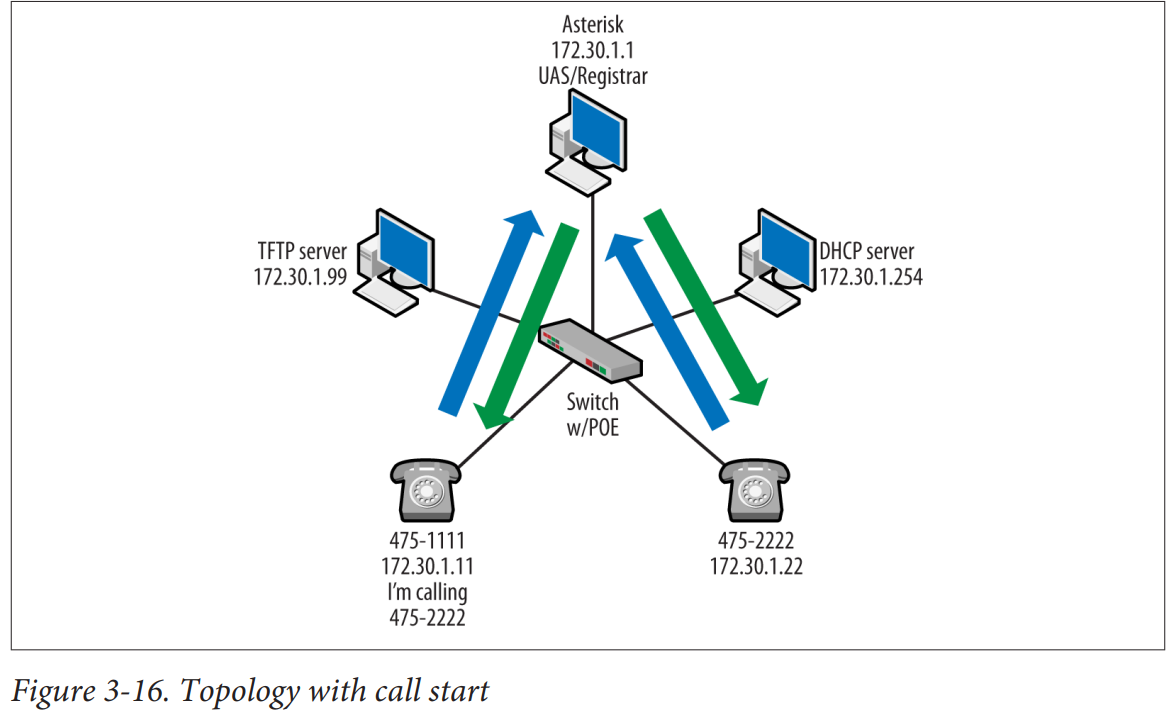 Asterisk
172.30.1.1
UAS/Registrar
TFTP server
172.30.1.99
DHCP server
172.30.1.254
Switch
w/POE
475-1111
172.30.1.11
I'm calling
475-2222
475-2222
172.30.1.22
Figure 3-16. Topology with call start